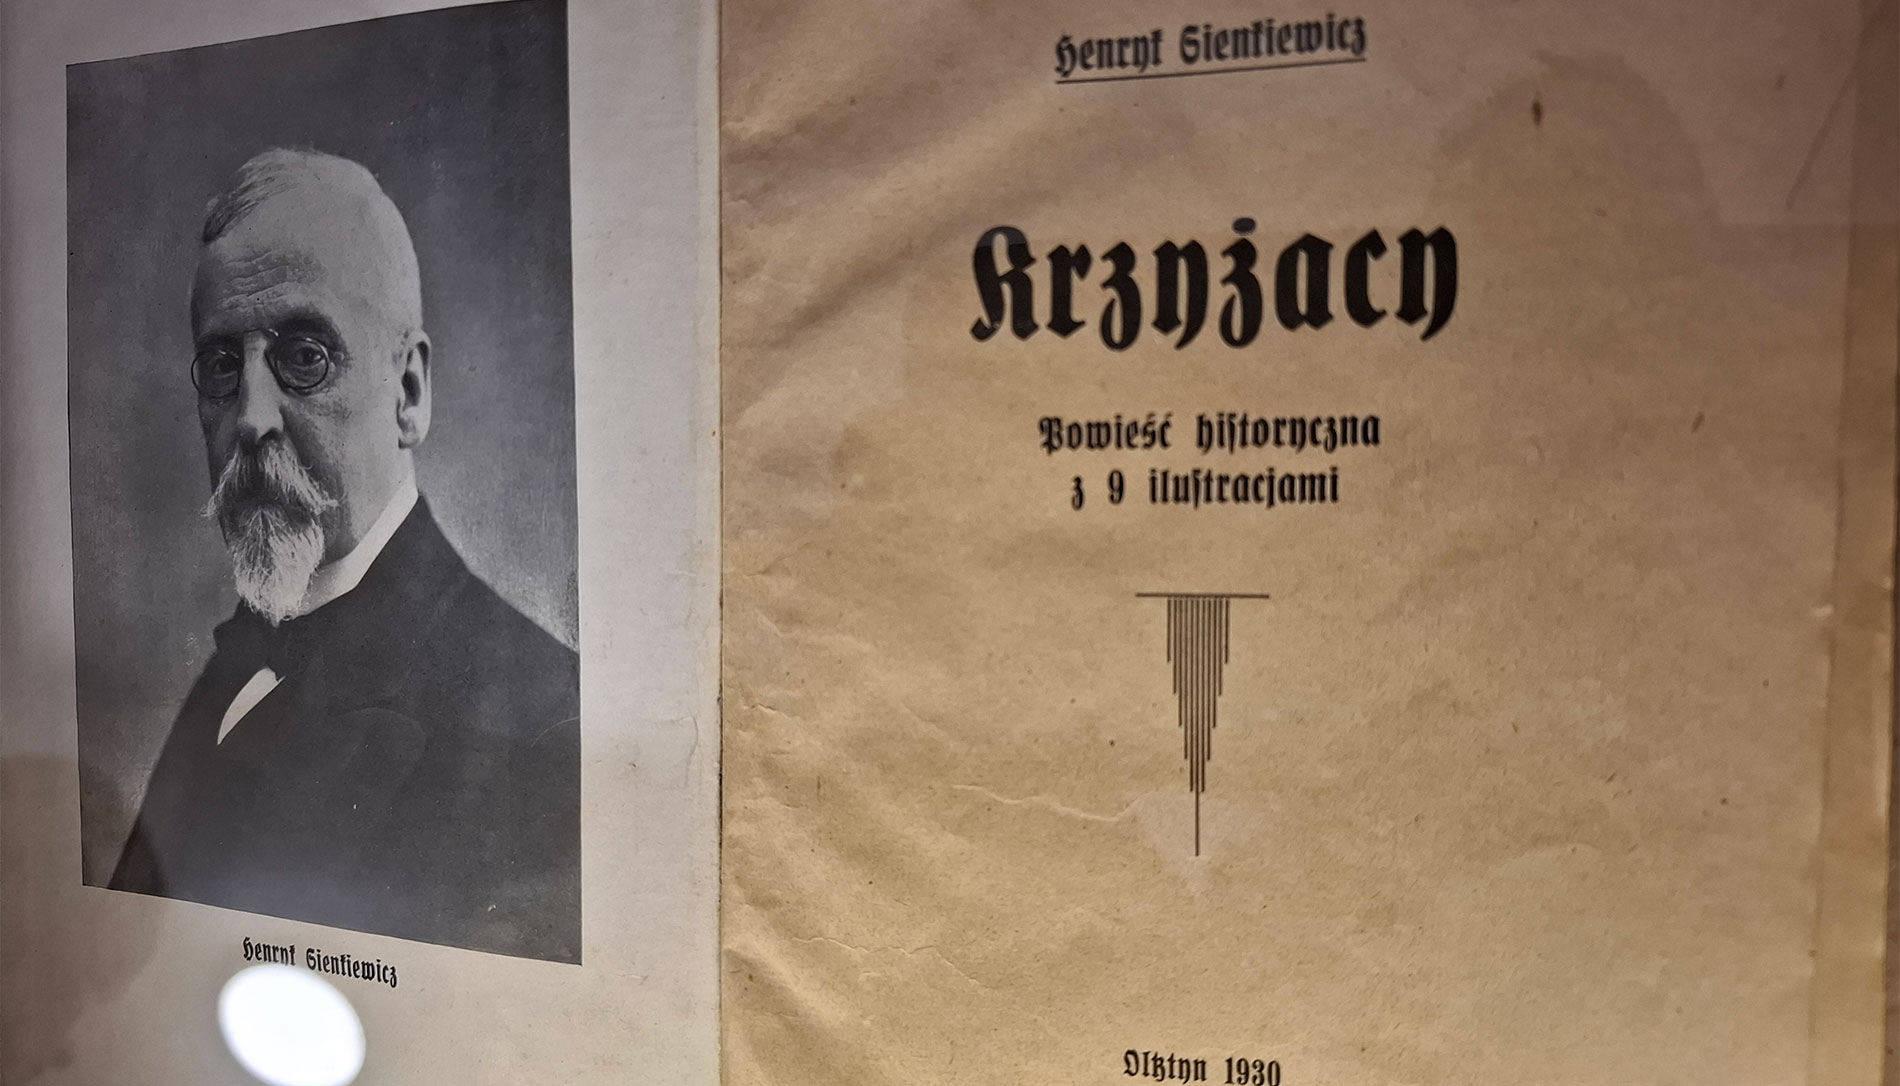 Henryk Sienkiewicz
Henryk Sienkiewicz
Krzyżacy
Powieść historyczna
z 9 ilustracjami
Olsztyn 1930